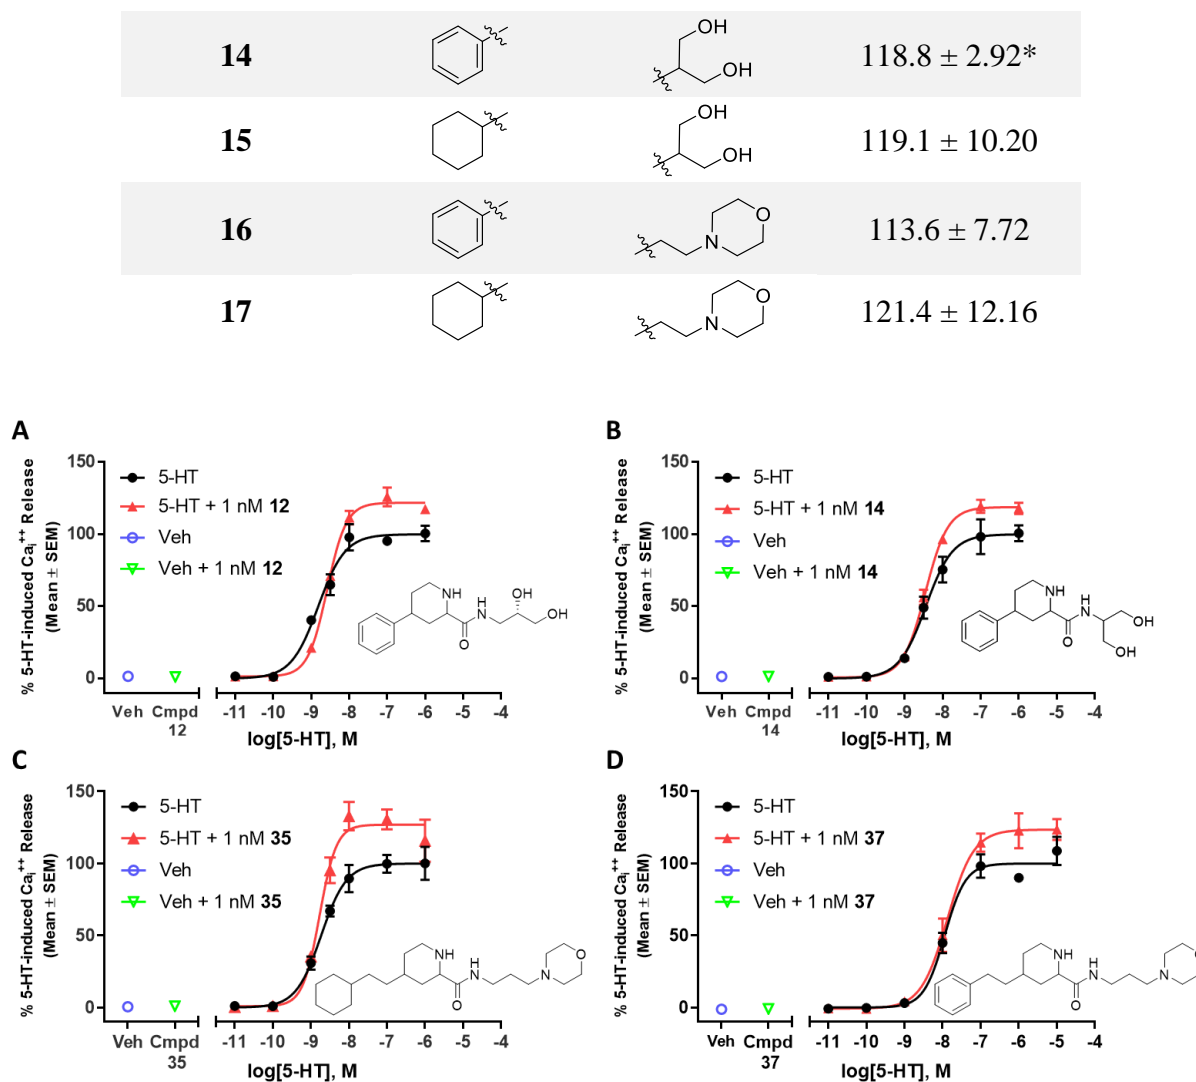 14 OH OH 118.8 ± 2.92*
15 OH OH 119.1 ± 10.20
16 N O 113.6 ± 7.72
17 N O 121.4 ± 12.16
A
% 5-HT-induced Ca_i^++ Release
(Mean ± SEM)
150
100
50
0
5-HT
5-HT + 1 nM 12
Veh
Veh + 1 nM 12
NH H N O OH OH
Veh Cmpd 12
-11 -10 -9 -8 -7 -6 -5 -4
log[5-HT], M
B
% 5-HT-induced Ca_i^++ Release
(Mean ± SEM)
150
100
50
0
5-HT
5-HT + 1 nM 14
Veh
Veh + 1 nM 14
NH H N O OH OH
Veh Cmpd 14
-11 -10 -9 -8 -7 -6 -5 -4
log[5-HT], M
C
% 5-HT-induced Ca_i^++ Release
(Mean ± SEM)
150
100
50
0
5-HT
5-HT + 1 nM 35
Veh
Veh + 1 nM 35
NH H N O N O
Veh Cmpd 35
-11 -10 -9 -8 -7 -6 -5 -4
log[5-HT], M
D
% 5-HT-induced Ca_i^++ Release
(Mean ± SEM)
150
100
50
0
5-HT
5-HT + 1 nM 37
Veh
Veh + 1 nM 37
NH H N O N
Veh Cmpd 37
-11 -10 -9 -8 -7 -6 -5 -4
log[5-HT], M